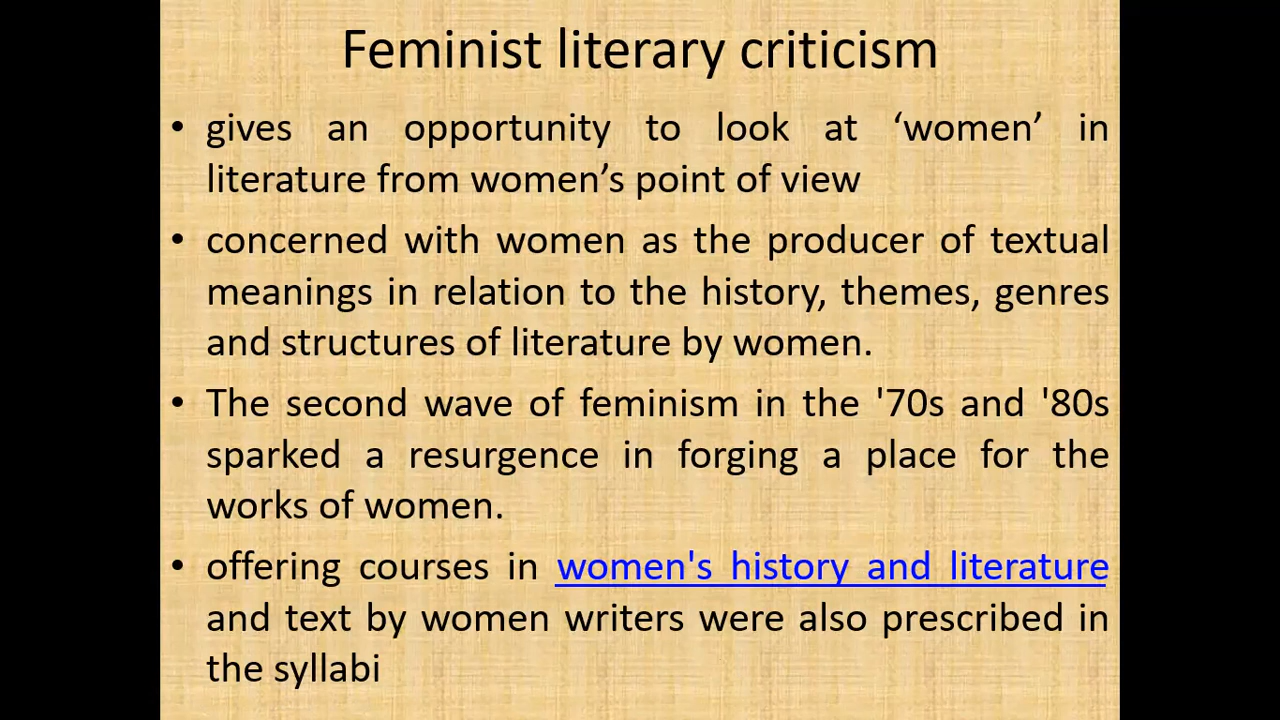 Feminist literary criticism
• gives an opportunity to look at ‘women’ in
literature from women’s point of view
• concerned with women as the producer of textual
meanings in relation to the history, themes, genres
and structures of literature by women.
• The second wave of feminism in the '70s and '80s
sparked a resurgence in forging a place for the
works of women.
• offering courses in women's history and literature
and text by women writers were also prescribed in
the syllabi